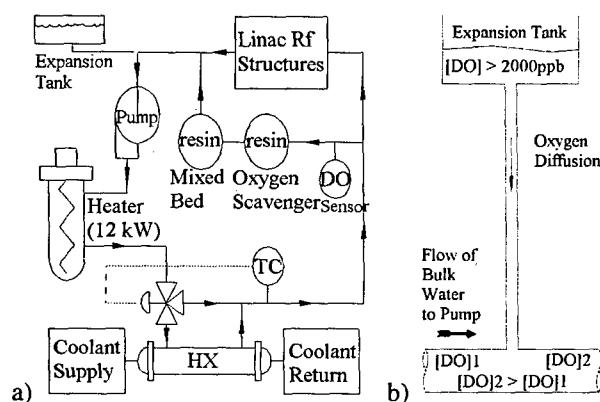 Expansion
Tank
Linac Rf
Structures
Pump
resin
resin
Mixed
Bed
Oxygen
Scavenger
DO
Sensor
Heater
(12 kW)
TC
Coolant
Supply
HX
Coolant
Return
a)
Expansion Tank
[DO] > 2000ppb
Oxygen
Diffusion
Flow of
Bulk
Water
to Pump
[DO]1
[DO]2
[DO]2 > [DO]1
b)